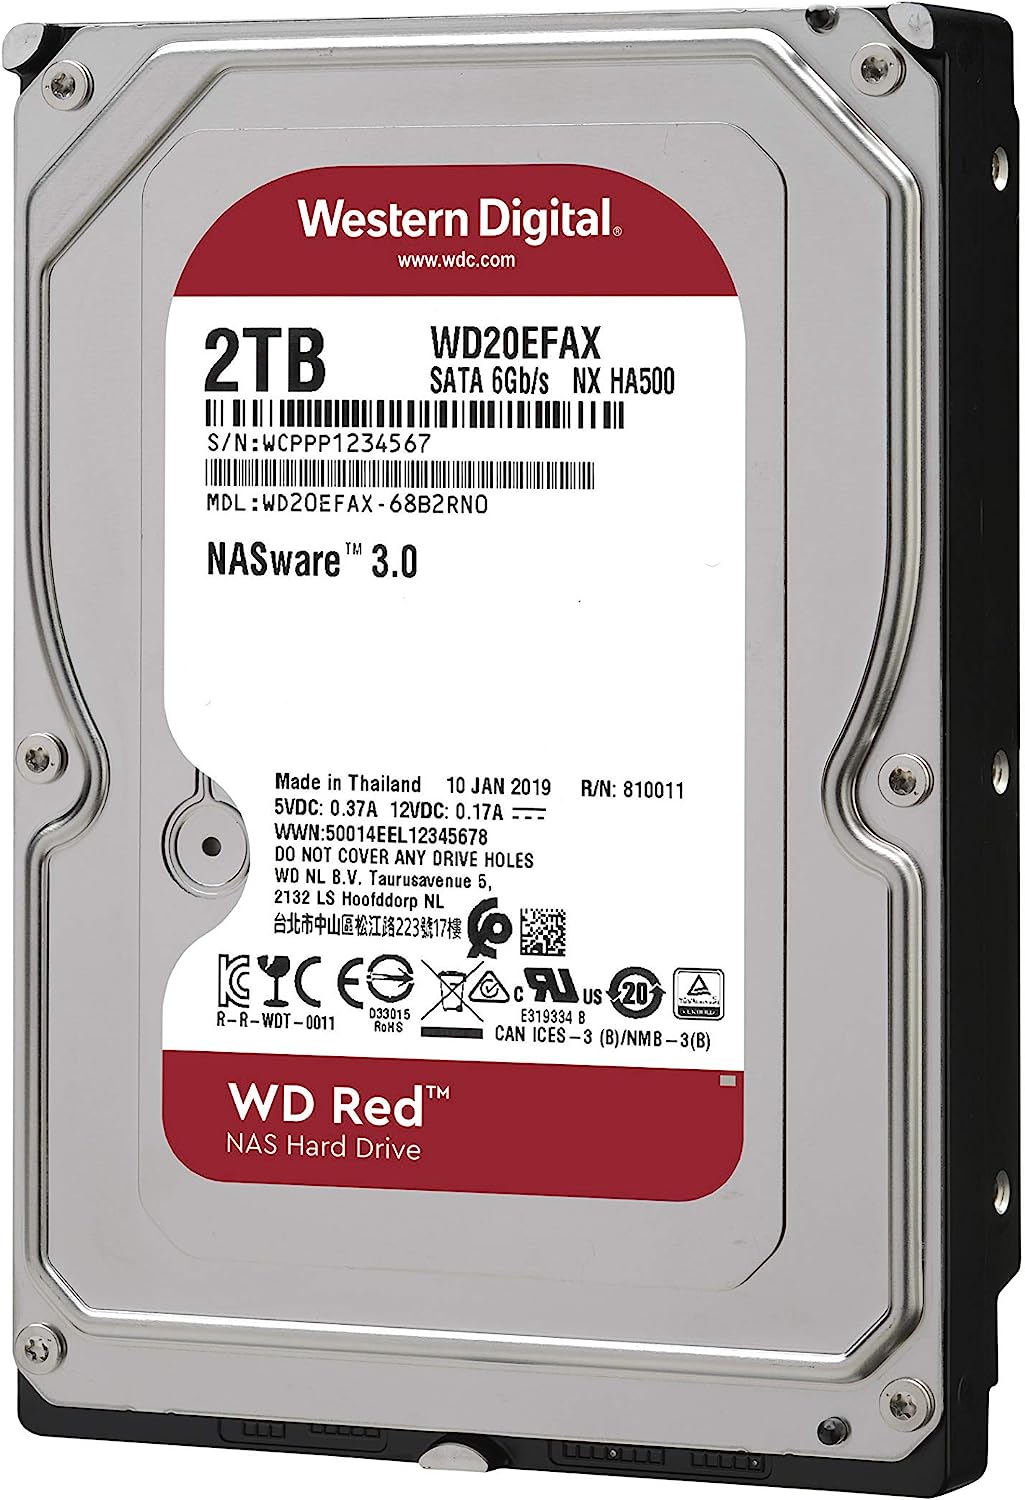 Western Digital®
www.wdc.com
2TB
WD20EFAX
SATA 6Gb/s NX HA500
S/N:WCPPP1234567
MDL:WD20EFAX-68B2RN0
NASware™ 3.0
Made in Thailand 10 JAN 2019 R/N: 810011
5VDC: 0.37A 12VDC: 0.17A
WWN:50014EEL12345678
DO NOT COVER ANY DRIVE HOLES
WD NL B.V. Taurusavenue 5,
2132 LS Hoofddorp NL
台北市中山區松江路223號17樓
R-R-WDT-0011
D33015
RoHS
C
US
E319334 B
20
CAN ICES-3 (B)/NMB-3(B)
WD Red™
NAS Hard Drive